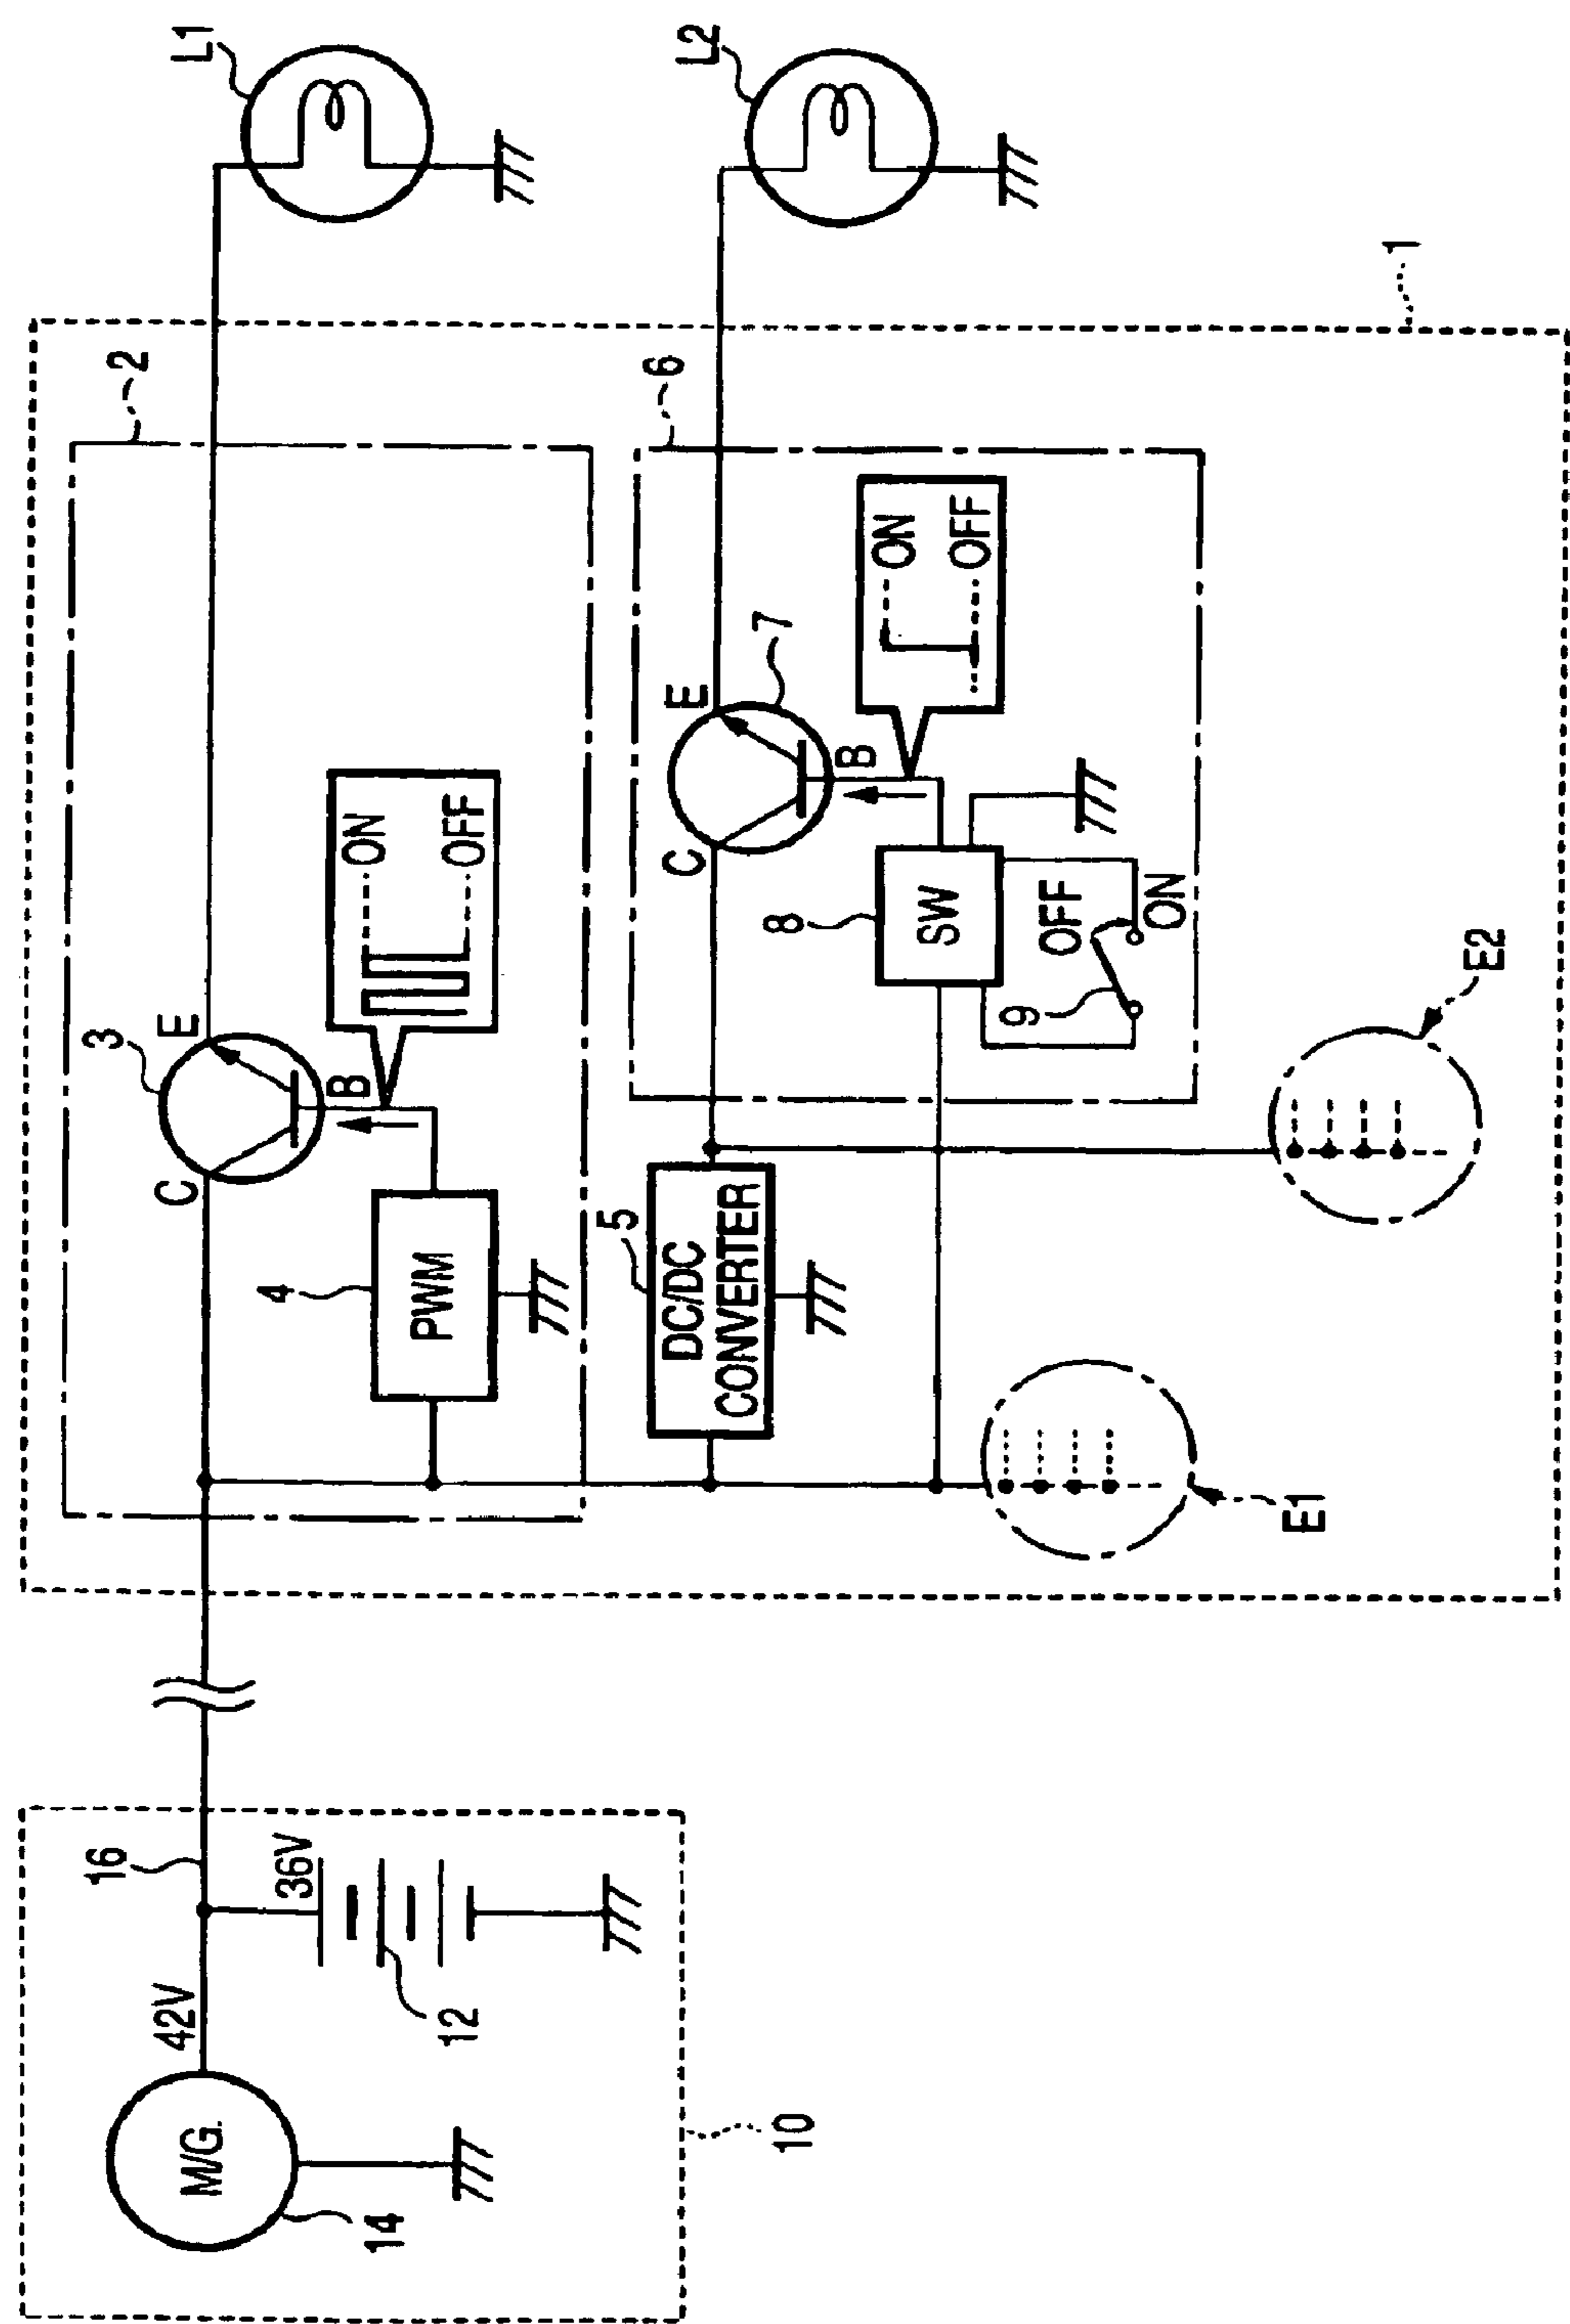 L1
L2
1
2
6
3
C
E
B
ON
OFF
4
PWM
7
C
E
B
ON
OFF
8
SW
OFF
ON
9
5
DC/DC
CONVERTER
E2
E1
16
42V
36V
12
M/G.
14
10